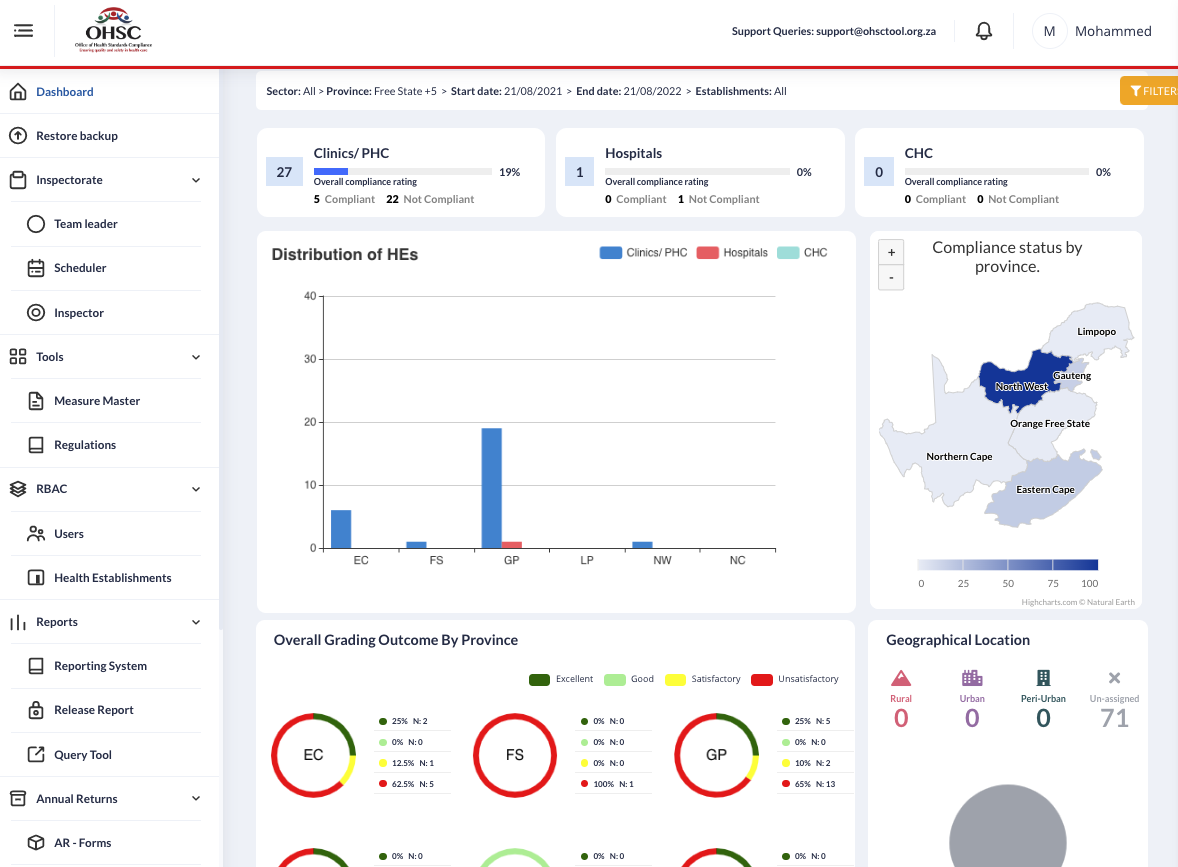 OHSC
Office of Health Standards Compliance
Ensuring quality and safety in health care
Support Queries: support@ohsctool.org.za
M
Mohammed
Dashboard
Restore backup
Inspectorate
Team leader
Scheduler
Inspector
Tools
Measure Master
Regulations
RBAC
Users
Health Establishments
Reports
Reporting System
Release Report
Query Tool
Annual Returns
AR - Forms
Sector: All > Province: Free State +5 > Start date: 21/08/2021 > End date: 21/08/2022 > Establishments: All
FILTER
27
Clinics/ PHC
19%
Overall compliance rating
5 Compliant 22 Not Compliant
1
Hospitals
0%
Overall compliance rating
0 Compliant 1 Not Compliant
0
CHC
0%
Overall compliance rating
0 Compliant 0 Not Compliant
Distribution of HEs
Clinics/ PHC Hospitals CHC
40
30
20
10
0
EC FS GP LP NW NC
+
-
Compliance status by
province.
Limpopo
Gauteng
North West
Orange Free State
Northern Cape
Eastern Cape
0 25 50 75 100
Highcharts.com © Natural Earth
Overall Grading Outcome By Province
Excellent Good Satisfactory Unsatisfactory
EC
25% N: 2
0% N: 0
12.5% N: 1
62.5% N: 5
FS
0% N: 0
0% N: 0
0% N: 0
100% N: 1
GP
25% N: 5
0% N: 0
10% N: 2
65% N: 13
0% N: 0
0% N: 0
0% N: 0
Geographical Location
Rural
0
Urban
0
Peri-Urban
0
Un-assigned
71